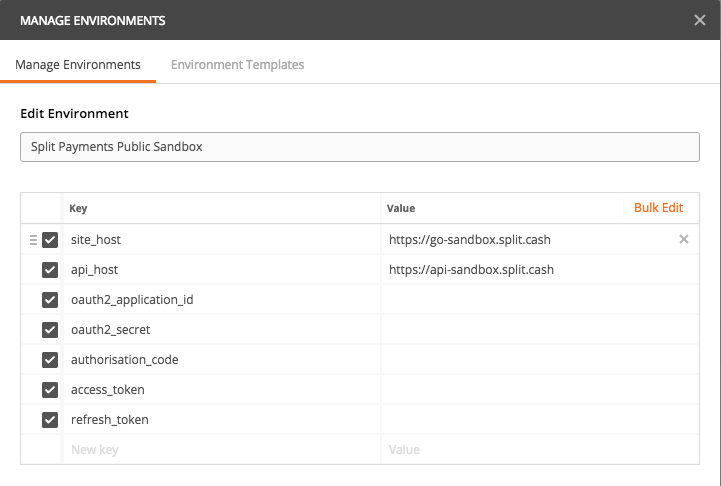 MANAGE ENVIRONMENTS
Manage Environments Environment Templates
Edit Environment
Split Payments Public Sandbox
Key Value Bulk Edit
site_host https://go-sandbox.split.cash
api_host https://api-sandbox.split.cash
oauth2_application_id
oauth2_secret
authorisation_code
access_token
refresh_token
New key Value